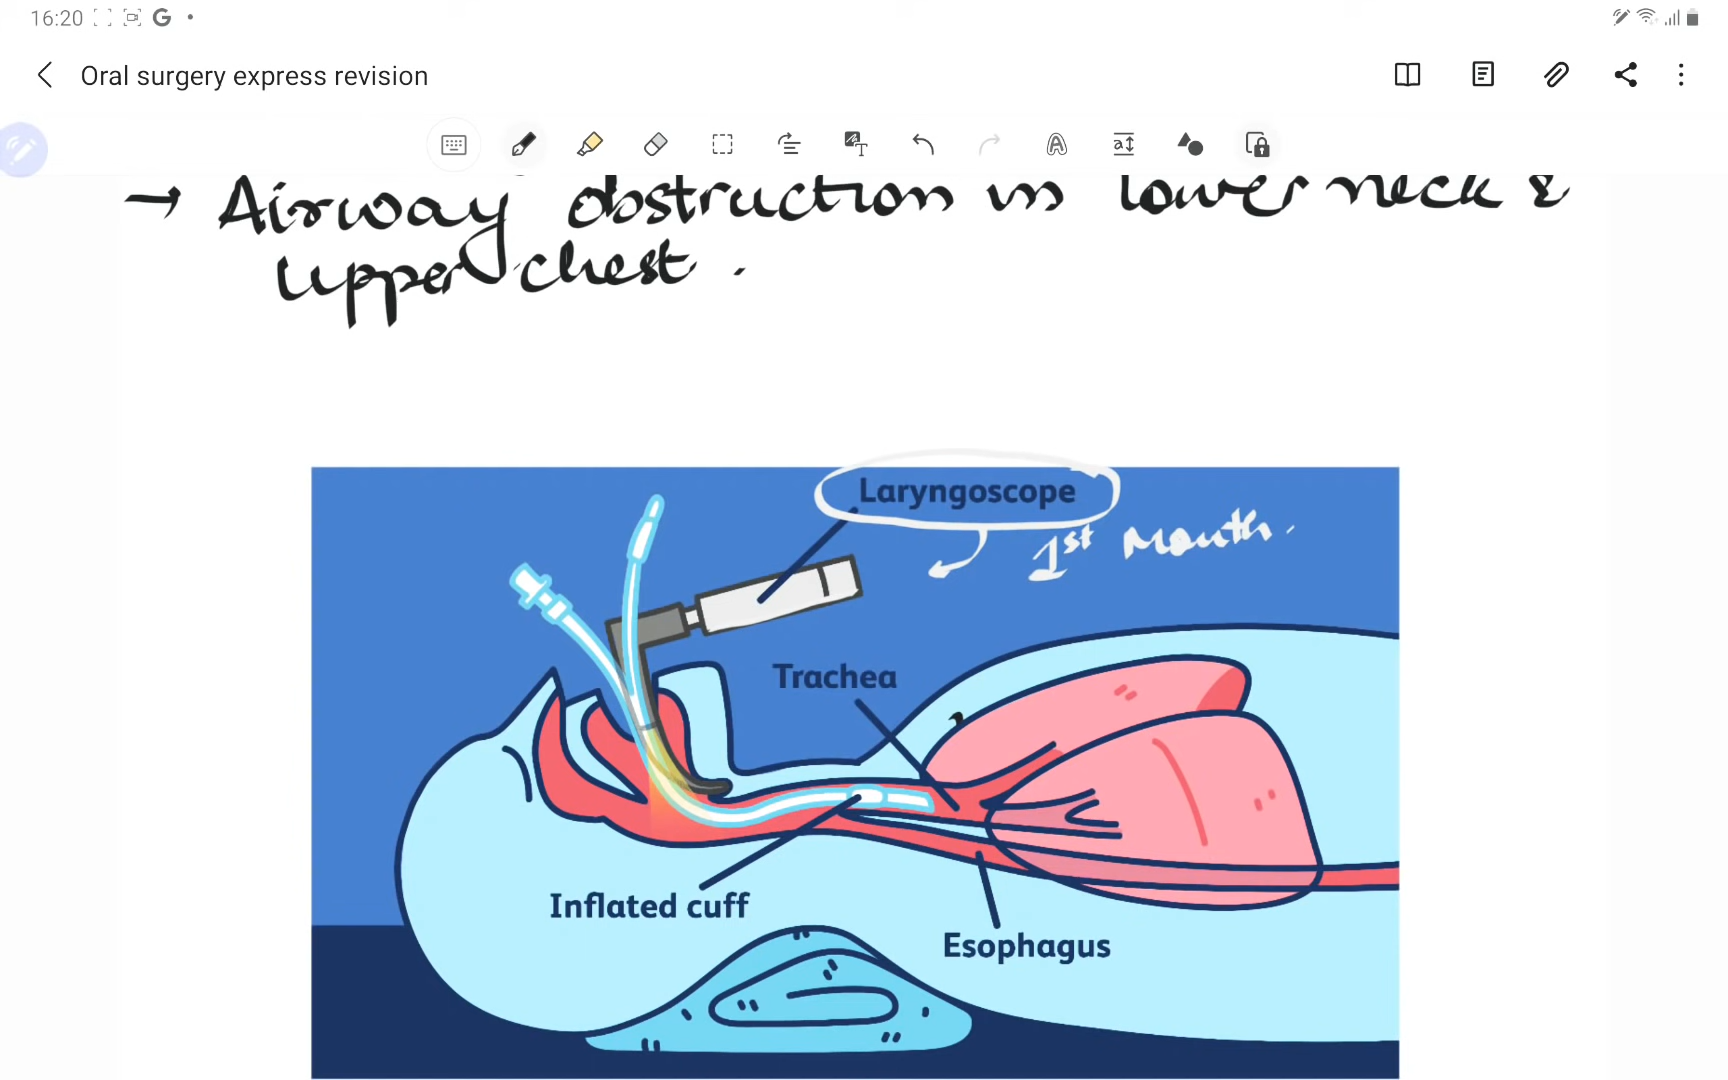 16:20
Oral surgery express revision
→ Airway obstruction in lower neck &
upper chest.
Laryngoscope
1st Mouth.
Trachea
Inflated cuff
Esophagus